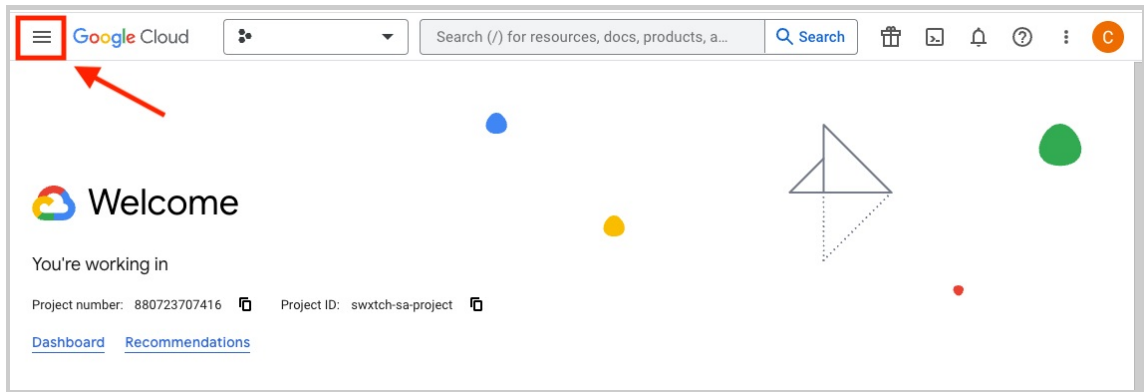 Google Cloud
Search (/) for resources, docs, products, a...
Search
C
Welcome
You're working in
Project number: 880723707416 Project ID: swxtch-sa-project
Dashboard Recommendations